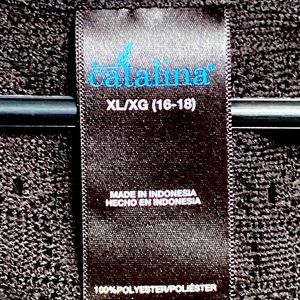 catalina®
XL/XG (16-18)
MADE IN INDONESIA
HECHO EN INDONESIA
100%POLYESTER/POLIÉSTER